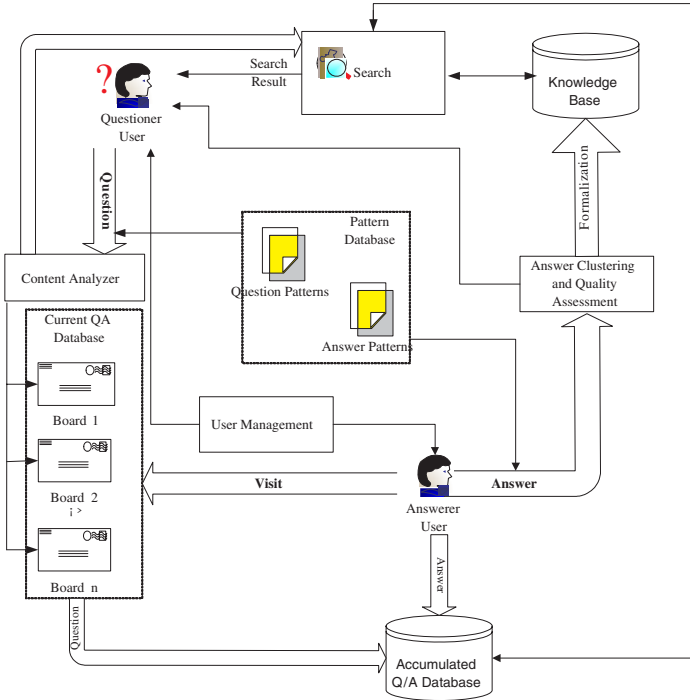 Search
Result
Search
Knowledge
Base
?
Questioner
User
Question
Formalization
Pattern
Database
Question Patterns
Answer Patterns
Content Analyzer
Answer Clustering
and Quality
Assessment
Current QA
Database
Board 1
Board 2
¡ >
Board n
User Management
Visit
Answer
Answerer
User
Answer
Question
Accumulated
Q/A Database